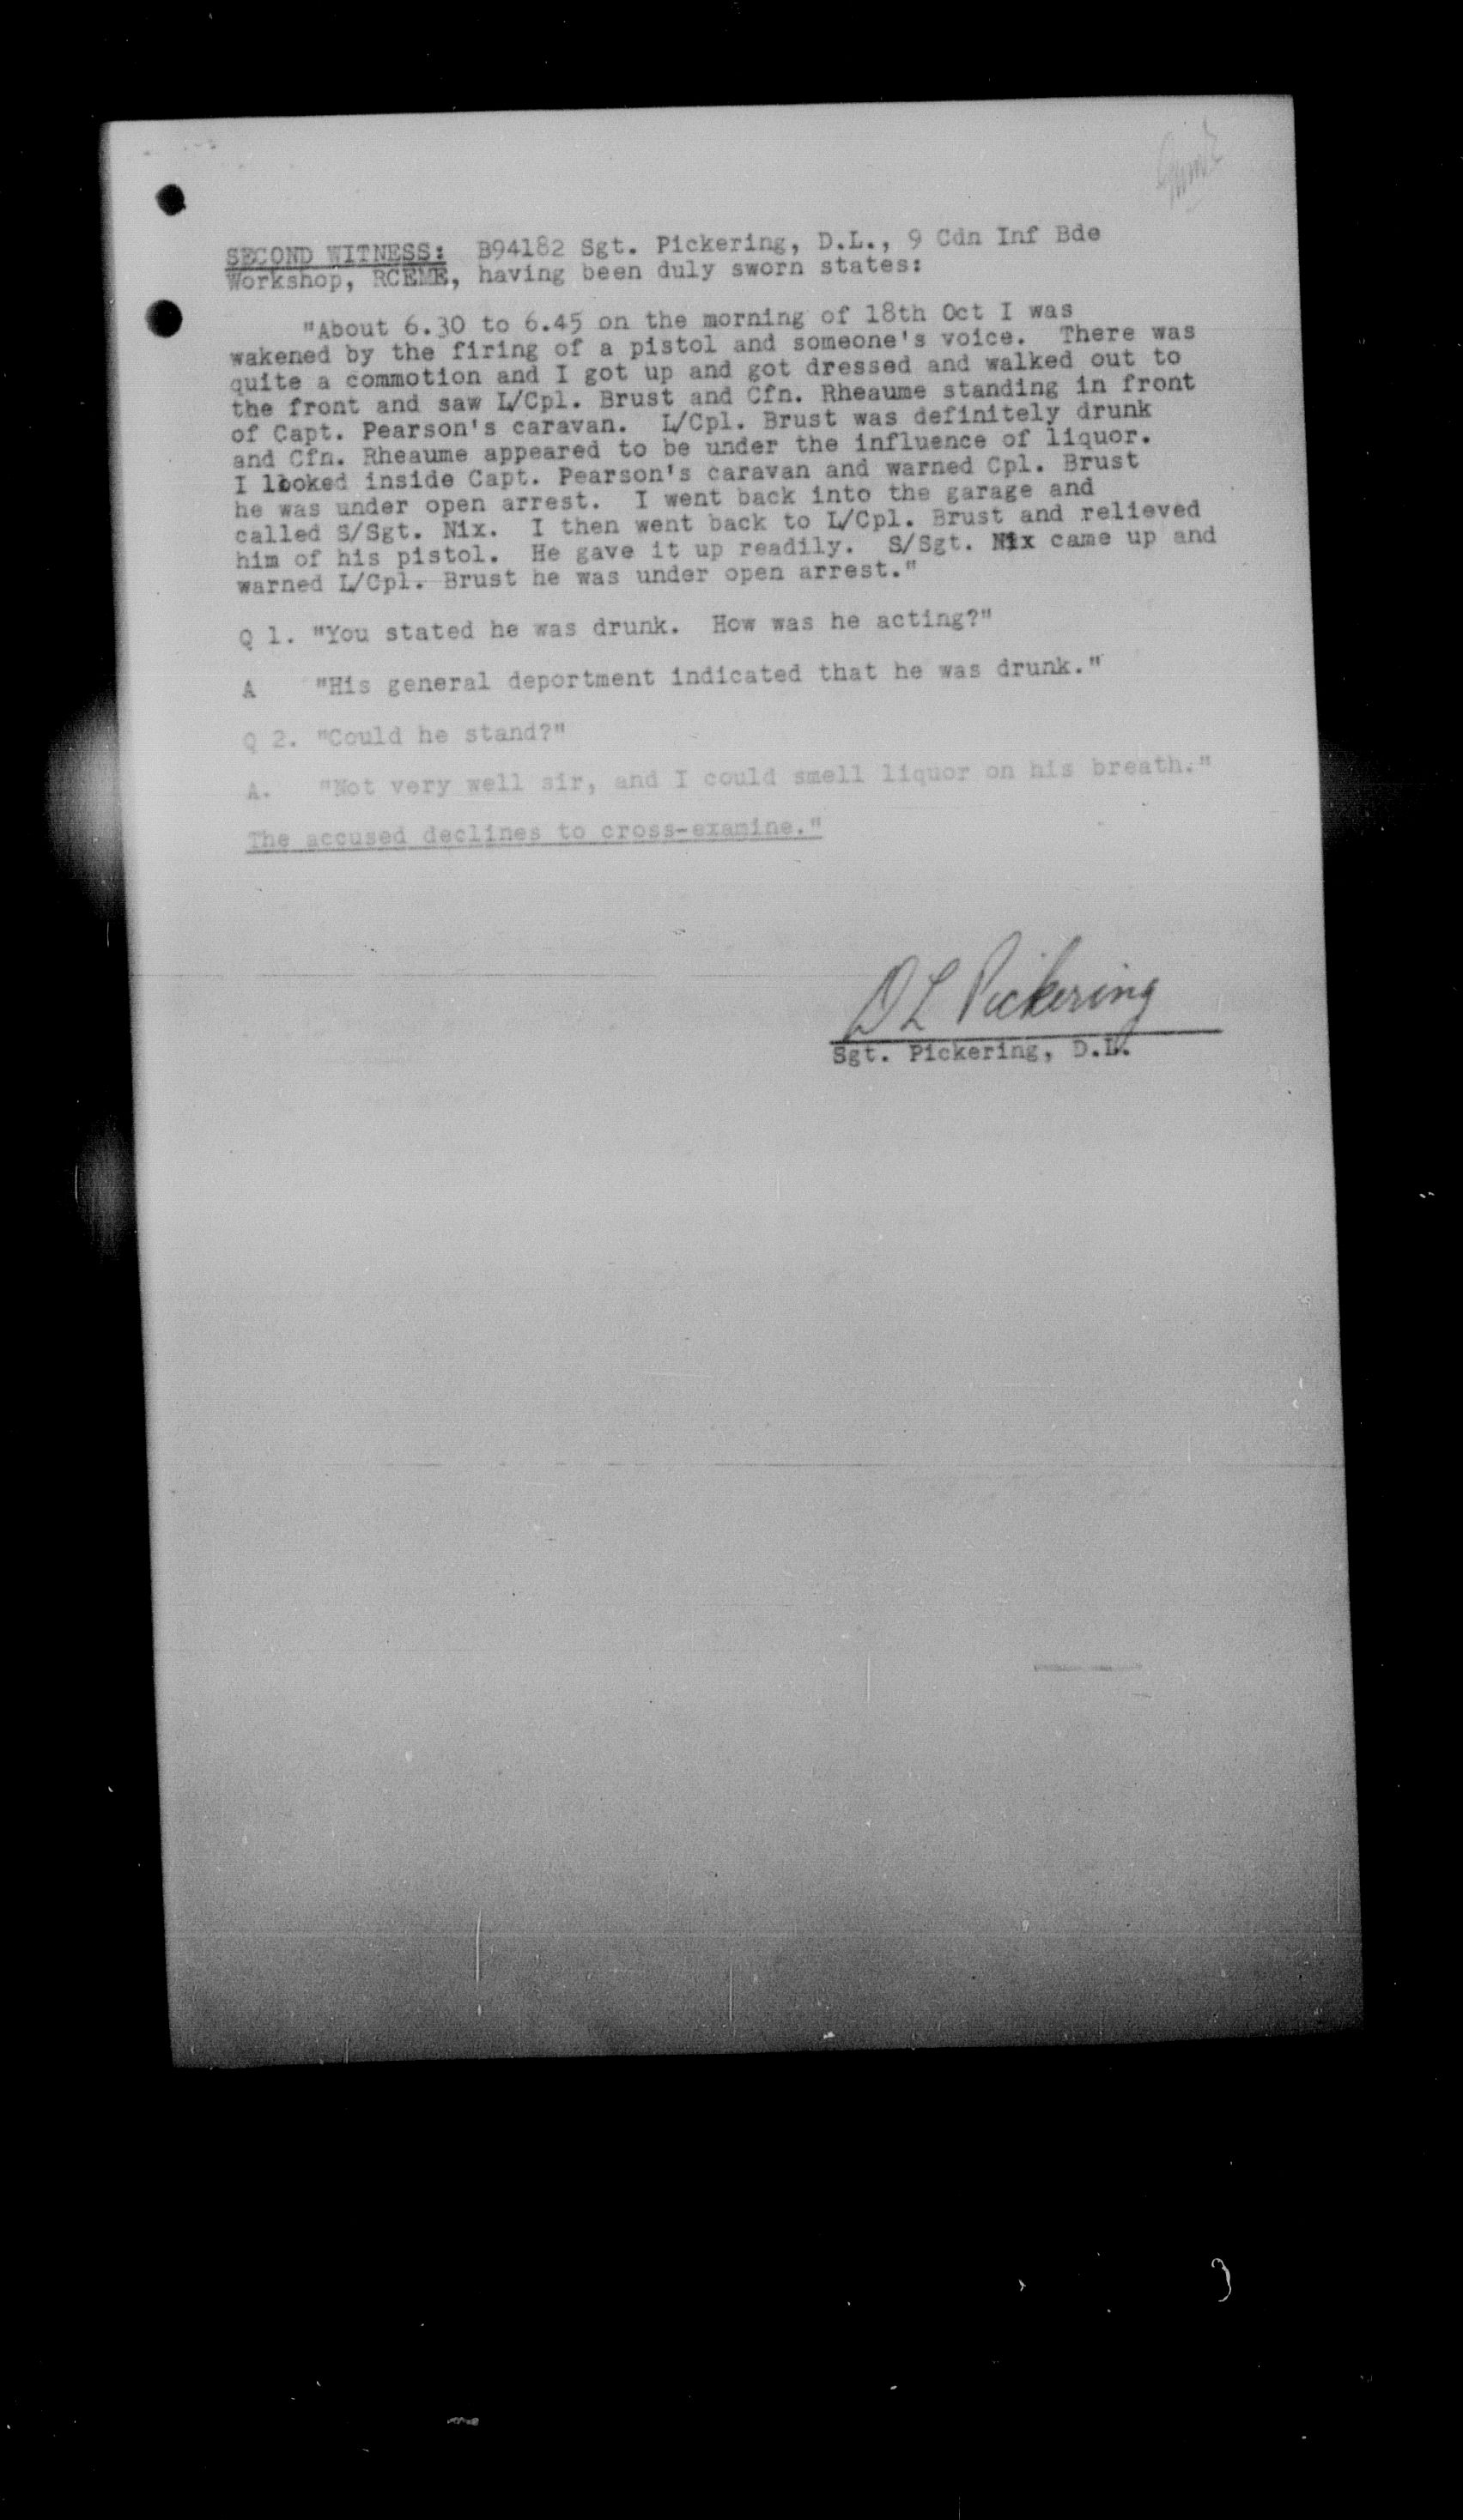 SECOND WITNESS: B94182 Sgt. Pickering, D.L., 9 Cdn Inf Bde
Workshop, RCEME, having been duly sworn states:
"About 6.30 to 6.45 on the morning of 18th Oct I was
wakened by the firing of a pistol and someone's voice. There was
quite a commotion and I got up and got dressed and walked out to
the front and saw L/Cpl. Brust and Cfn. Rheaume standing in front
of Capt. Pearson's caravan. L/Cpl. Brust was definitely drunk
and Cfn. Rheaume appeared to be under the influence of liquor.
I looked inside Capt. Pearson's caravan and warned Cpl. Brust
he was under open arrest. I went back into the garage and
called S/Sgt. Nix. I then went back to L/Cpl. Brust and relieved
him of his pistol. He gave it up readily. S/Sgt. Nix came up and
warned L/Cpl. Brust he was under open arrest."
Q 1. "You stated he was drunk. How was he acting?"
A "His general deportment indicated that he was drunk."
Q 2. "Could he stand?"
A. "Not very well sir, and I could smell liquor on his breath."
The accused declines to cross-examine."
D L Pickering
Sgt. Pickering, D.L.